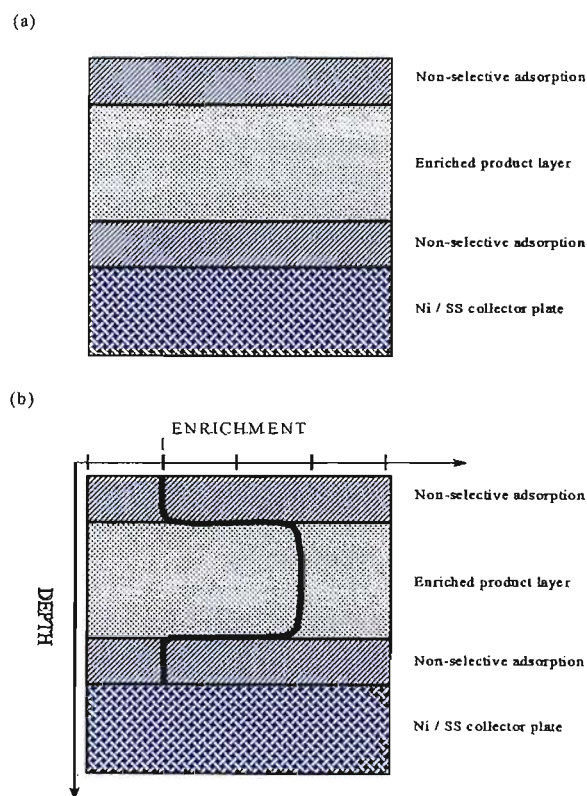 (a)
Non-selective adsorption
Enriched product layer
Non-selective adsorption
Ni / SS collector plate
(b)
ENRICHMENT
Non-selective adsorption
Enriched product layer
DEPTH
Non-selective adsorption
Ni / SS collector plate